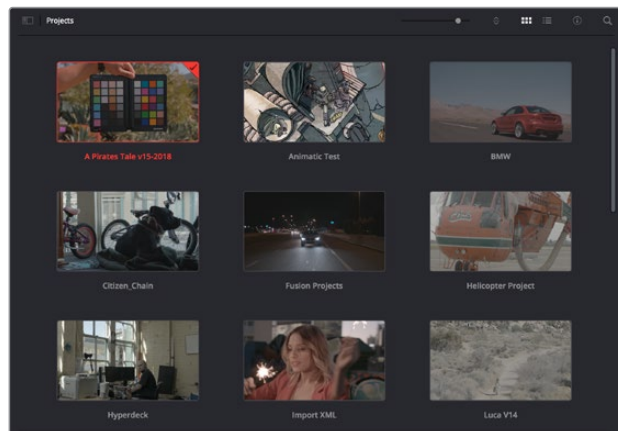 Projects
A Pirates Tale v15-2018
Animatic Test
BMW
Citizen_Chain
Fusion Projects
Helicopter Project
Hyperdeck
Import XML
Luca V14